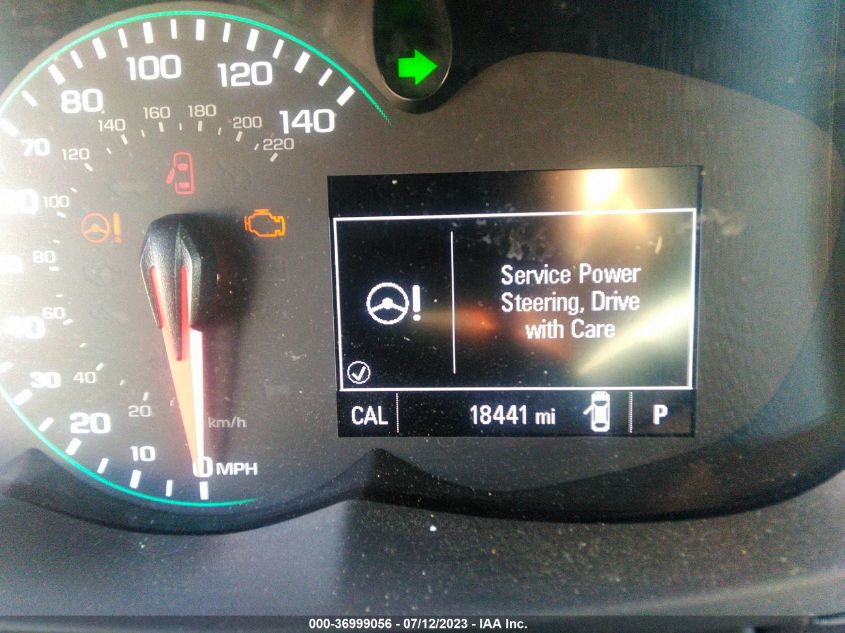 100
120
80
140
70
160
180
140
200
120
220
100
80
60
40
30
40
20
20
km/h
10
0 MPH
Service Power
Steering, Drive
with Care
CAL
18441 mi
P
000-36999056 - 07/12/2023 - IAA Inc.